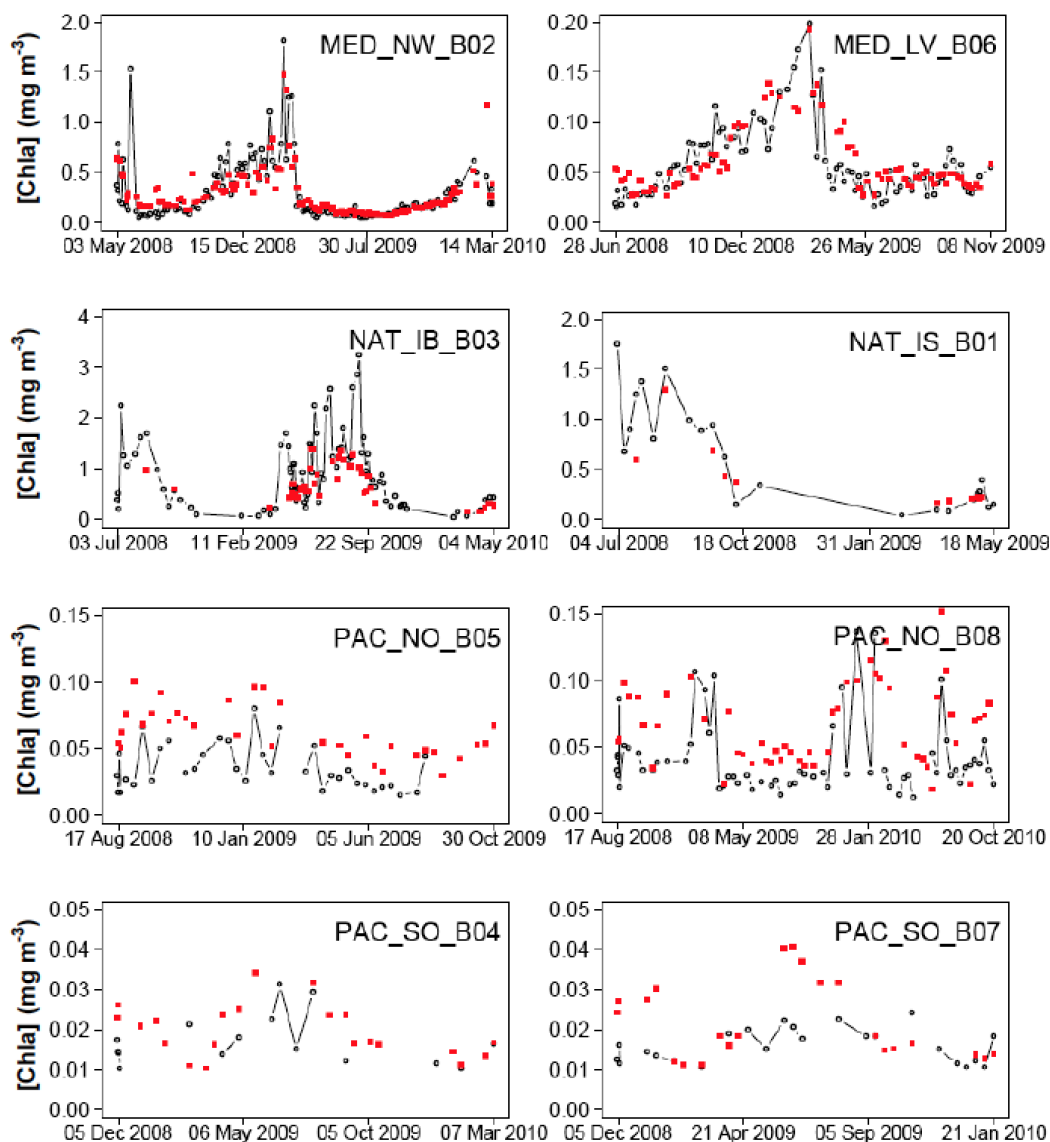 [Chla] (mg m-3)
2.0
1.5
1.0
0.5
0.0
MED_NW_B02
03 May 2008
15 Dec 2008
30 Jul 2009
14 Mar 2010
0.20
0.15
0.10
0.05
0.00
MED_LV_B06
28 Jun 2008
10 Dec 2008
26 May 2009
08 Nov 2009
[Chla] (mg m-3)
4
3
2
1
0
NAT_IB_B03
03 Jul 2008
11 Feb 2009
22 Sep 2009
04 May 2010
2.0
1.5
1.0
0.5
0.0
NAT_IS_B01
04 Jul 2008
18 Oct 2008
31 Jan 2009
18 May 2009
[Chla] (mg m-3)
0.15
0.10
0.05
0.00
PAC_NO_B05
17 Aug 2008
10 Jan 2009
05 Jun 2009
30 Oct 2009
0.15
0.10
0.05
0.00
PAC_NO_B08
17 Aug 2008
08 May 2009
28 Jan 2010
20 Oct 2010
[Chla] (mg m-3)
0.05
0.04
0.03
0.02
0.01
0.00
PAC_SO_B04
05 Dec 2008
06 May 2009
05 Oct 2009
07 Mar 2010
0.05
0.04
0.03
0.02
0.01
0.00
PAC_SO_B07
05 Dec 2008
21 Apr 2009
05 Sep 2009
21 Jan 2010